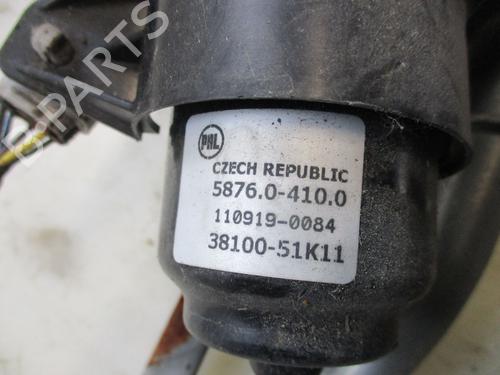 PAL
CZECH REPUBLIC
5876.0-410.0
110919-0084
38100-51K11
B-PARTS